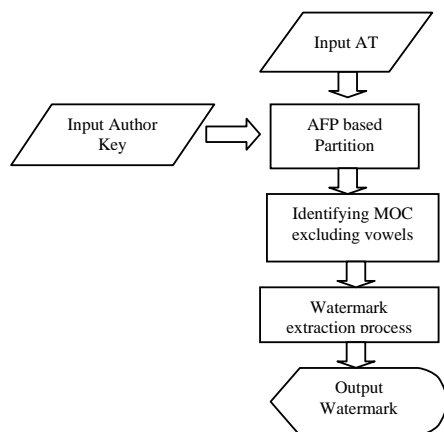 Input AT
Input Author
Key
AFP based
Partition
Identifying MOC
excluding vowels
Watermark
extraction process
Output
Watermark